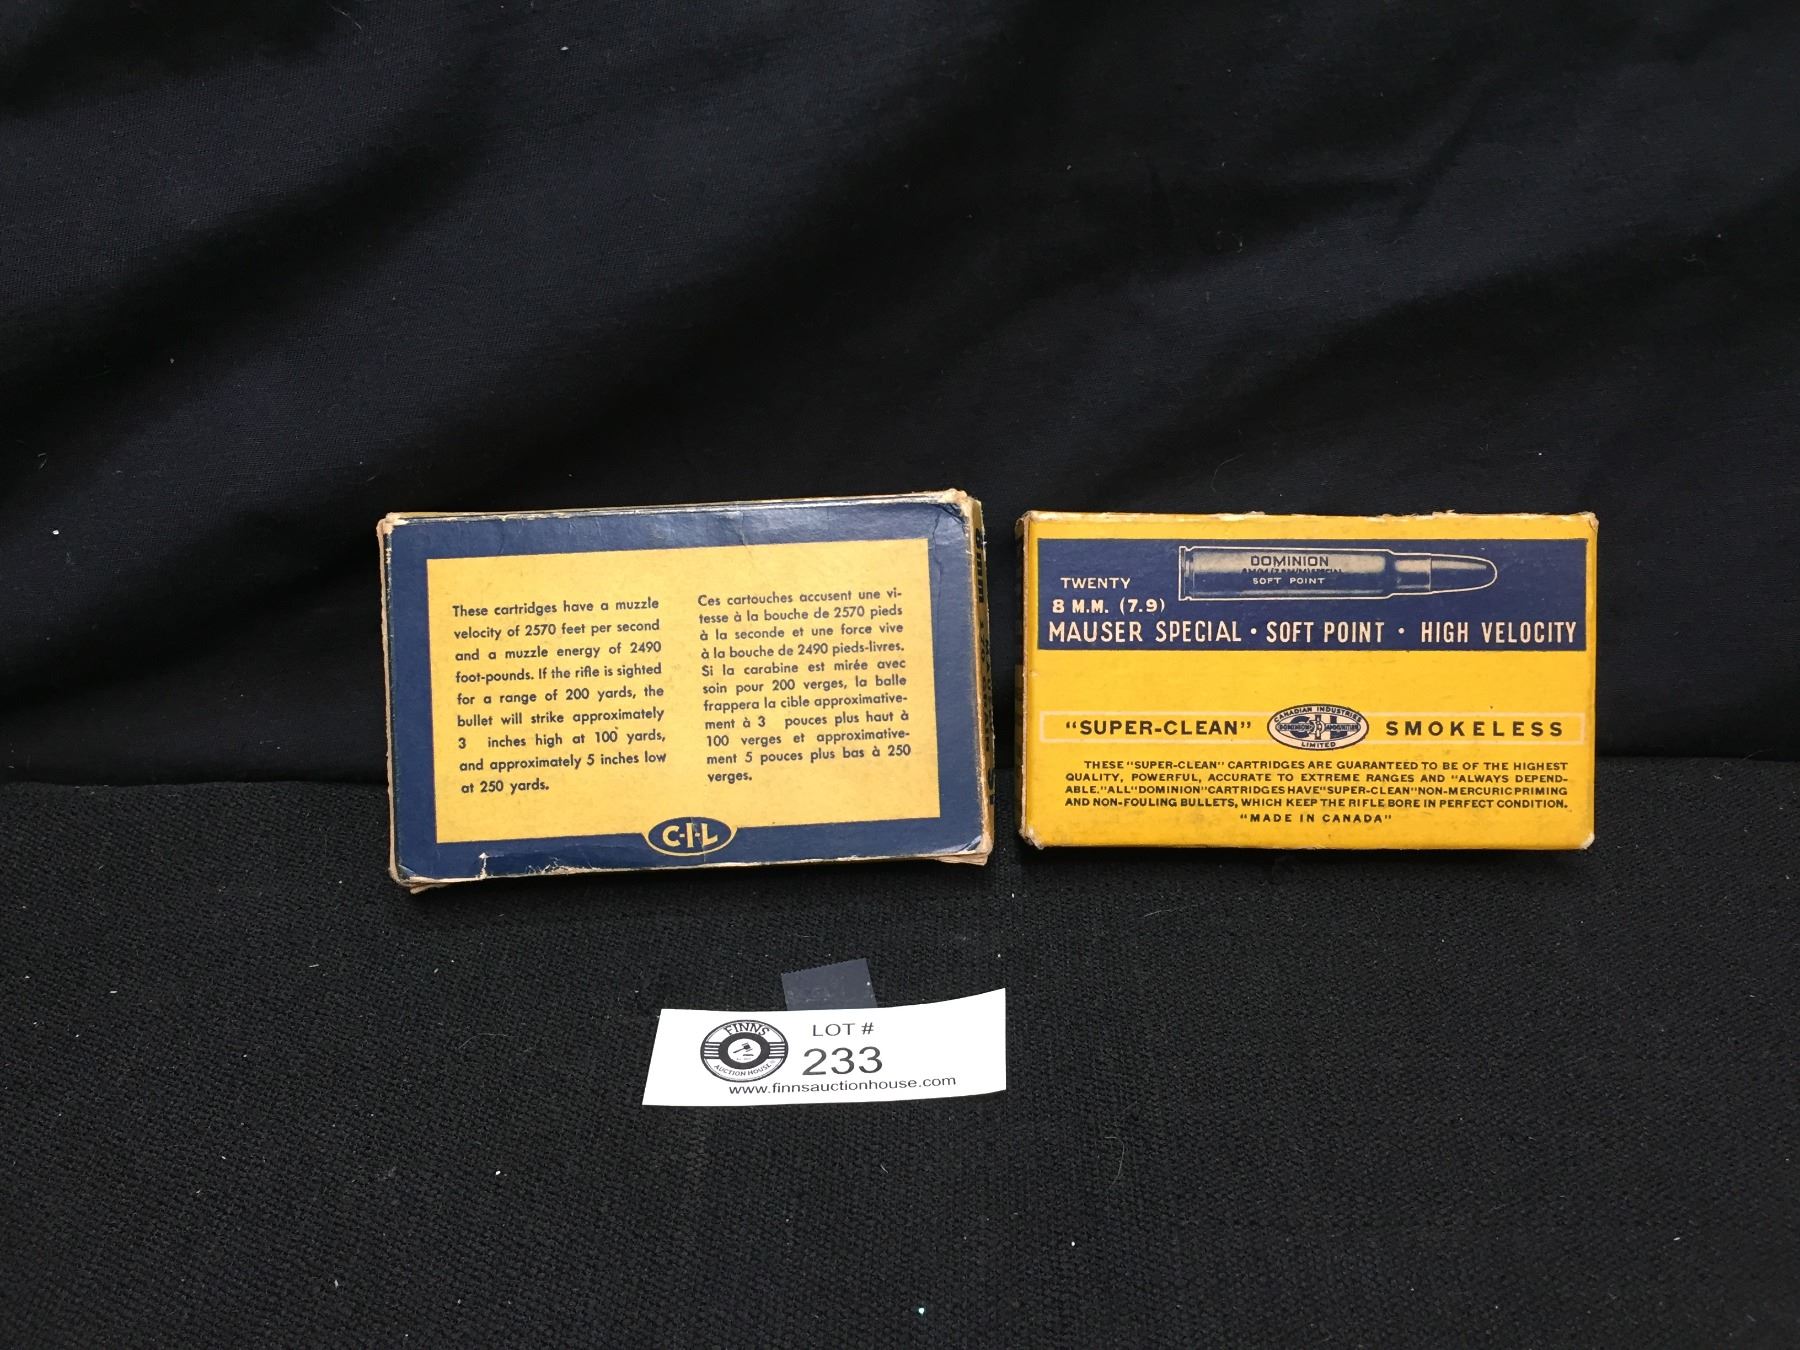 These cartridges have a muzzle
velocity of 2570 feet per second
and a muzzle energy of 2490
foot-pounds. If the rifle is sighted
for a range of 200 yards, the
bullet will strike approximately
3 inches high at 100 yards,
and approximately 5 inches low
at 250 yards.
Ces cartouches accusent une vi-
tesse à la bouche de 2570 pieds
à la seconde et une force vive
à la bouche de 2490 pieds-livres.
Si la carabine est mirée avec
soin pour 200 verges, la balle
frappera la cible approximative-
ment à 3 pouces plus haut à
100 verges et approximative-
ment 5 pouces plus bas à 250
verges.
C-I-L
DOMINION
SOFT POINT
TWENTY
8 M.M. (7.9)
MAUSER SPECIAL · SOFT POINT · HIGH VELOCITY
"SUPER-CLEAN" SMOKELESS
CANADIAN INDUSTRIES
DOMINION AMMUNITION
LIMITED
THESE "SUPER-CLEAN" CARTRIDGES ARE GUARANTEED TO BE OF THE HIGHEST
QUALITY, POWERFUL, ACCURATE TO EXTREME RANGES AND "ALWAYS DEPEND-
ABLE." ALL "DOMINION" CARTRIDGES HAVE "SUPER-CLEAN" NON-MERCURIC PRIMING
AND NON-FOULING BULLETS, WHICH KEEP THE RIFLE BORE IN PERFECT CONDITION.
"MADE IN CANADA"
FINNS
AUCTION HOUSE
LOT #
233
www.finnsauctionhouse.com